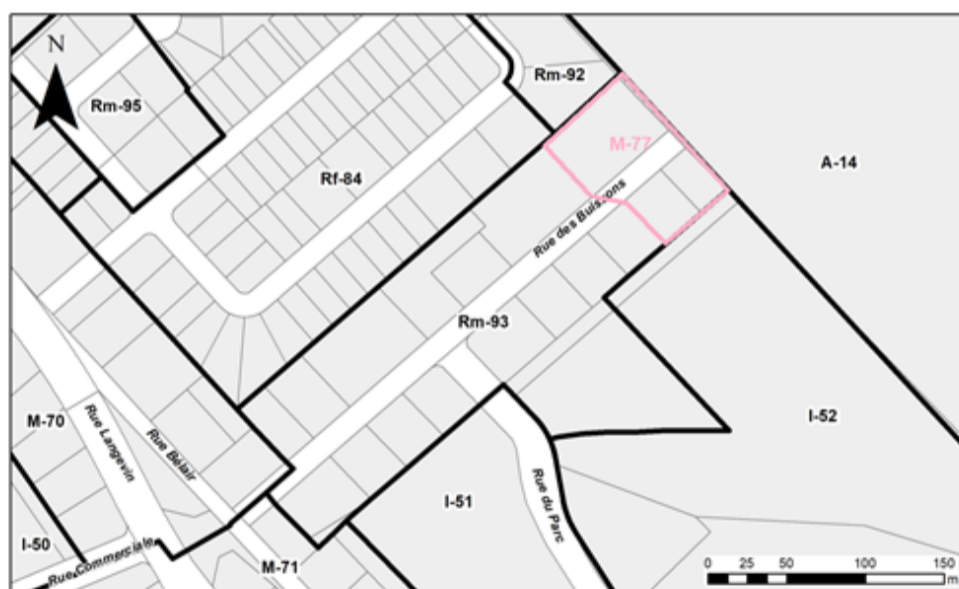 N
Rm-92
Rm-95
M-77
A-14
Rf-84
Rue des Buissons
Rm-93
M-70
Rue Langevin
Rue Bélair
I-52
I-51
Rue du Parc
I-50
Rue Commerciale
M-71
0 25 50 100 150
m